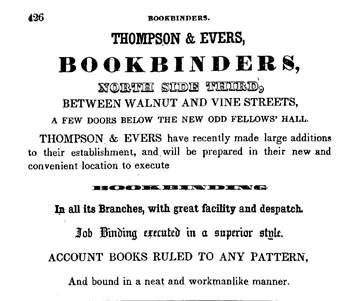 426 BOOKBINDERS.
THOMPSON & EVERS,
BOOKBINDERS,
NORTH SIDE THIRD,
BETWEEN WALNUT AND VINE STREETS,
A FEW DOORS BELOW THE NEW ODD FELLOWS' HALL.
THOMPSON & EVERS have recently made large additions
to their establishment, and will be prepared in their new and
convenient location to execute
BOOKBINDING
In all its Branches, with great facility and despatch.
Job Binding executed in a superior style.
ACCOUNT BOOKS RULED TO ANY PATTERN,
And bound in a neat and workmanlike manner.